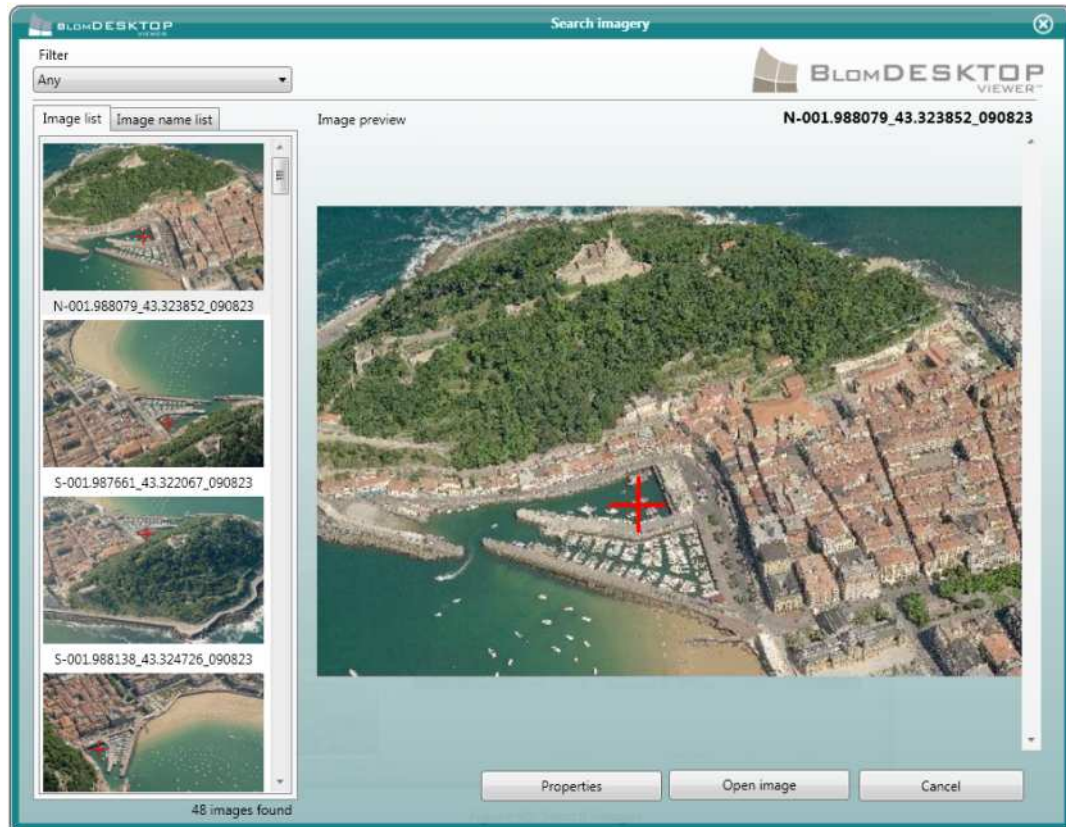 BLOMDESKTOP
VIEWER
Search imagery
Filter
Any
BLOMDESKTOP
VIEWER™
Image list
Image name list
Image preview
N-001.988079_43.323852_090823
N-001.988079_43.323852_090823
S-001.987661_43.322067_090823
S-001.988138_43.324726_090823
48 images found
Properties
Open image
Cancel